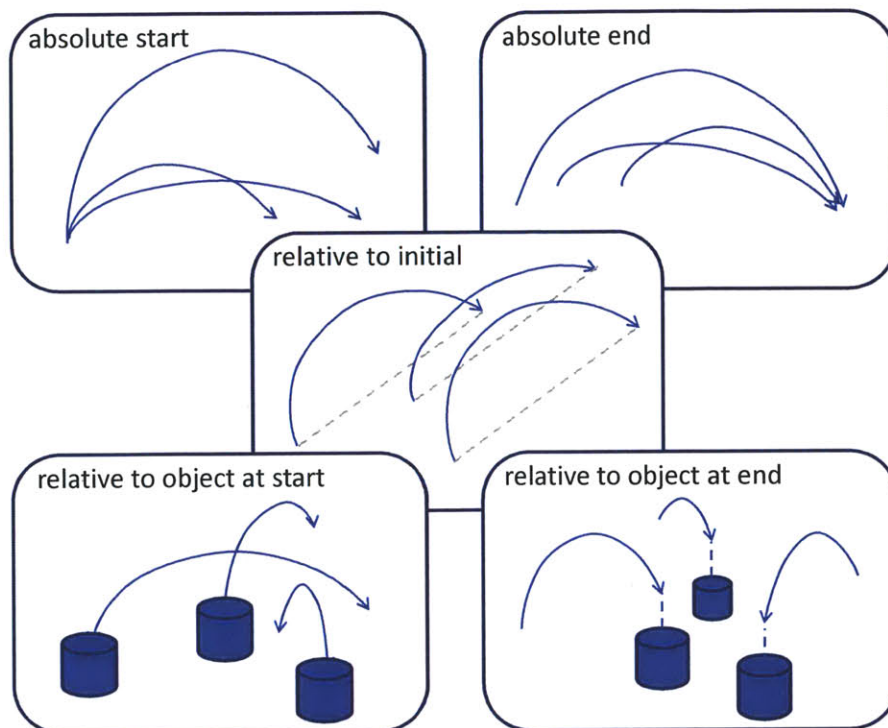 absolute start
absolute end
relative to initial
relative to object at start
relative to object at end